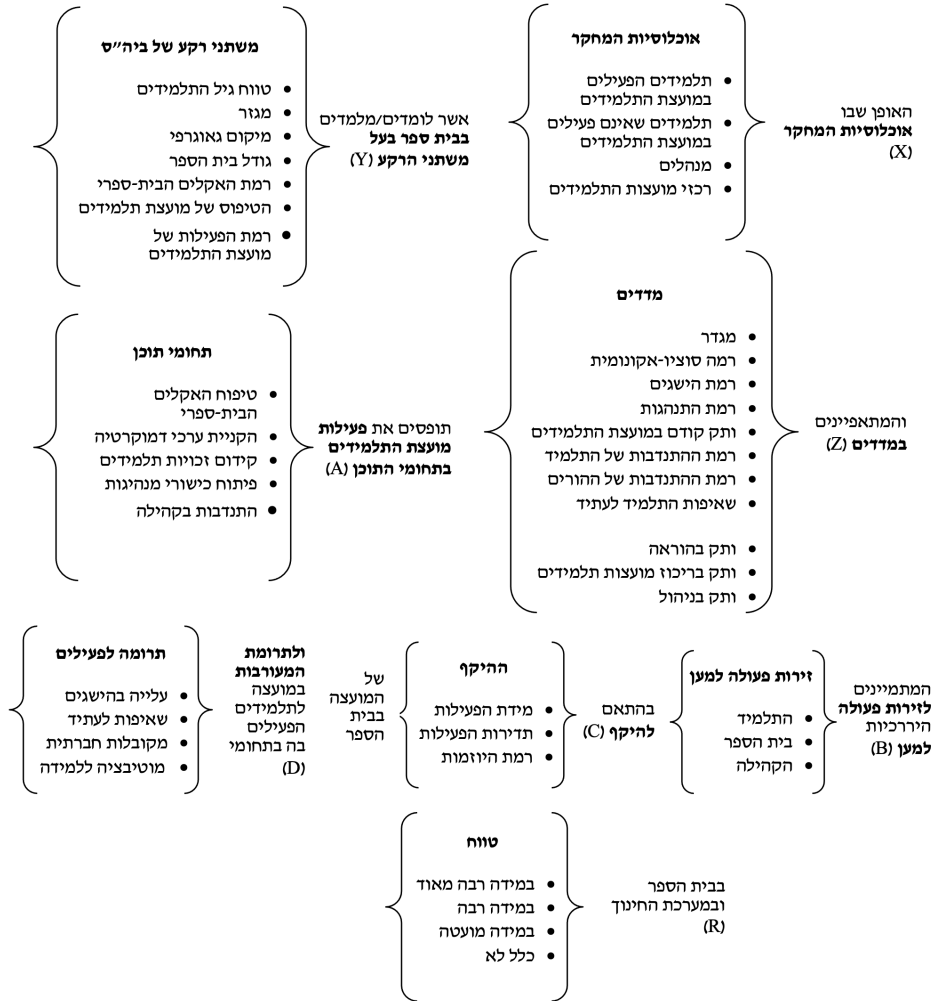 האופן שבו
אוכלוסיות המחקר
(X)
אוכלוסיות המחקר
• תלמידים הפעילים
במועצת התלמידים
• תלמידים שאינם פעילים
במועצת התלמידים
• מנהלים
• רכזי מועצות התלמידים
אשר לומדים/מלמדים
בבית ספר בעל
משתני הרקע (Y)
משתני רקע של ביה״ס
• טווח גיל התלמידים
• מגזר
• מיקום גאוגרפי
• גודל בית הספר
• רמת האקלים הבית-ספרי
• הטיפוס של מועצת תלמידים
• רמת הפעילות של
מועצת התלמידים
והמתאפיינים
במדדים (Z)
מדדים
• מגדר
• רמה סוציו-אקונומית
• רמת הישגים
• רמת התנהגות
• ותק קודם במועצת התלמידים
• רמת ההתנדבות של התלמיד
• רמת ההתנדבות של ההורים
• שאיפות התלמיד לעתיד
• ותק בהוראה
• ותק בריכוז מועצות תלמידים
• ותק בניהול
תופסים את פעילות
מועצת התלמידים
בתחומי התוכן (A)
תחומי תוכן
• טיפוח האקלים
הבית-ספרי
• הקניית ערכי דמוקרטיה
• קידום זכויות תלמידים
• פיתוח כישורי מנהיגות
• התנדבות בקהילה
המתמיינים
לזירות פעולה
היררכיות
למען (B)
זירות פעולה למען
• התלמיד
• בית הספר
• הקהילה
בהתאם
להיקף (C)
ההיקף
• מידת הפעילות
• תדירות הפעילות
• רמת היוזמות
של
המועצה
בבית
הספר
ולתרומת
המעורבות
במועצה
לתלמידים
הפעילים
בה בתחומי
(D)
תרומה לפעילים
• עלייה בהישגים
• שאיפות לעתיד
• מקובלות חברתית
• מוטיבציה ללמידה
בבית הספר
ובמערכת החינוך
(R)
טווח
• במידה רבה מאוד
• במידה רבה
• במידה מועטה
• כלל לא